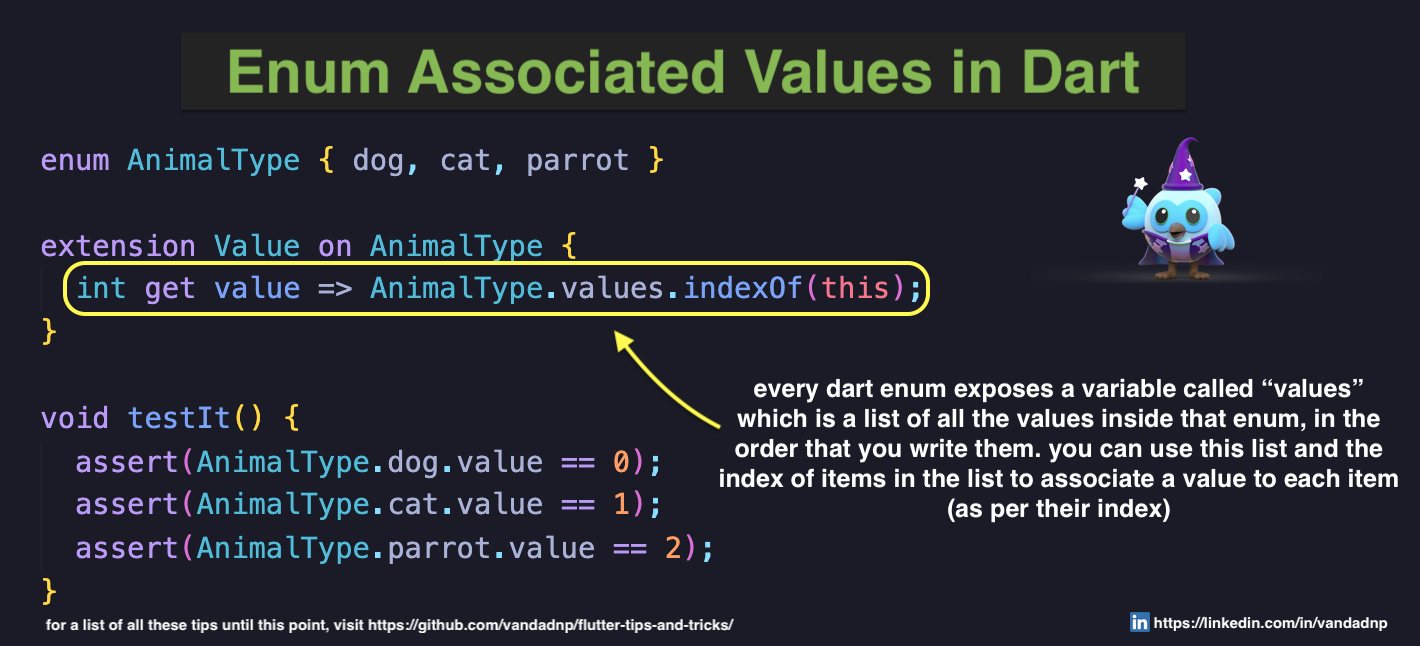 Enum Associated Values in Dart
enum AnimalType { dog, cat, parrot }
extension Value on AnimalType {
int get value => AnimalType.values.indexOf(this);
}
void testIt() {
assert(AnimalType.dog.value == 0);
assert(AnimalType.cat.value == 1);
assert(AnimalType.parrot.value == 2);
}
every dart enum exposes a variable called “values”
which is a list of all the values inside that enum, in the
order that you write them. you can use this list and the
index of items in the list to associate a value to each item
(as per their index)
for a list of all these tips until this point, visit https://github.com/vandadnp/flutter-tips-and-tricks/
in https://linkedin.com/in/vandadnp